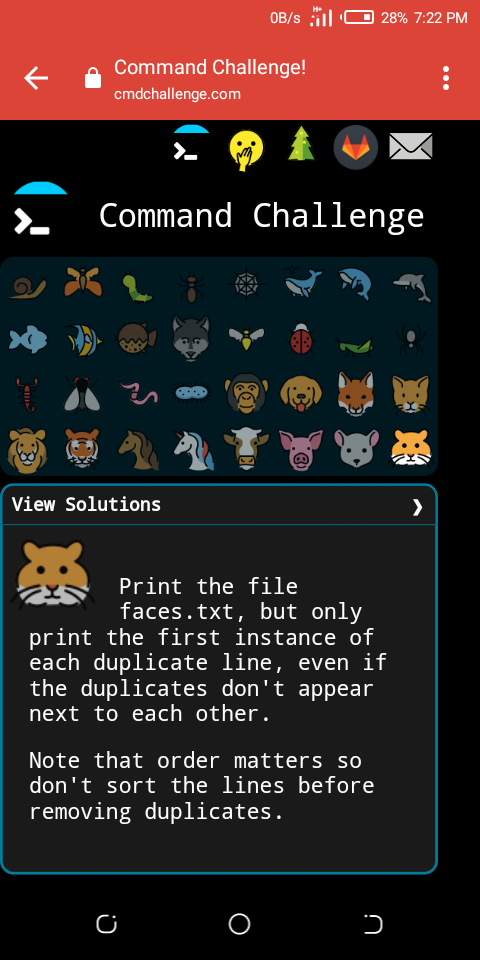 0B/s H+ 28% 7:22 PM
Command Challenge!
cmdchallenge.com
Command Challenge
View Solutions
Print the file
faces.txt, but only
print the first instance of
each duplicate line, even if
the duplicates don't appear
next to each other.
Note that order matters so
don't sort the lines before
removing duplicates.